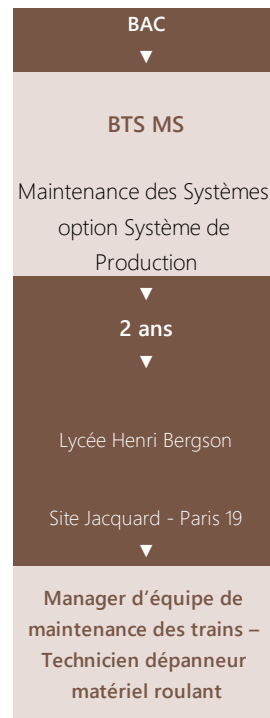 BAC
▼
BTS MS
Maintenance des Systèmes
option Système de
Production
▼
2 ans
▼
Lycée Henri Bergson
Site Jacquard - Paris 19
▼
Manager d’équipe de
maintenance des trains –
Technicien dépanneur
matériel roulant